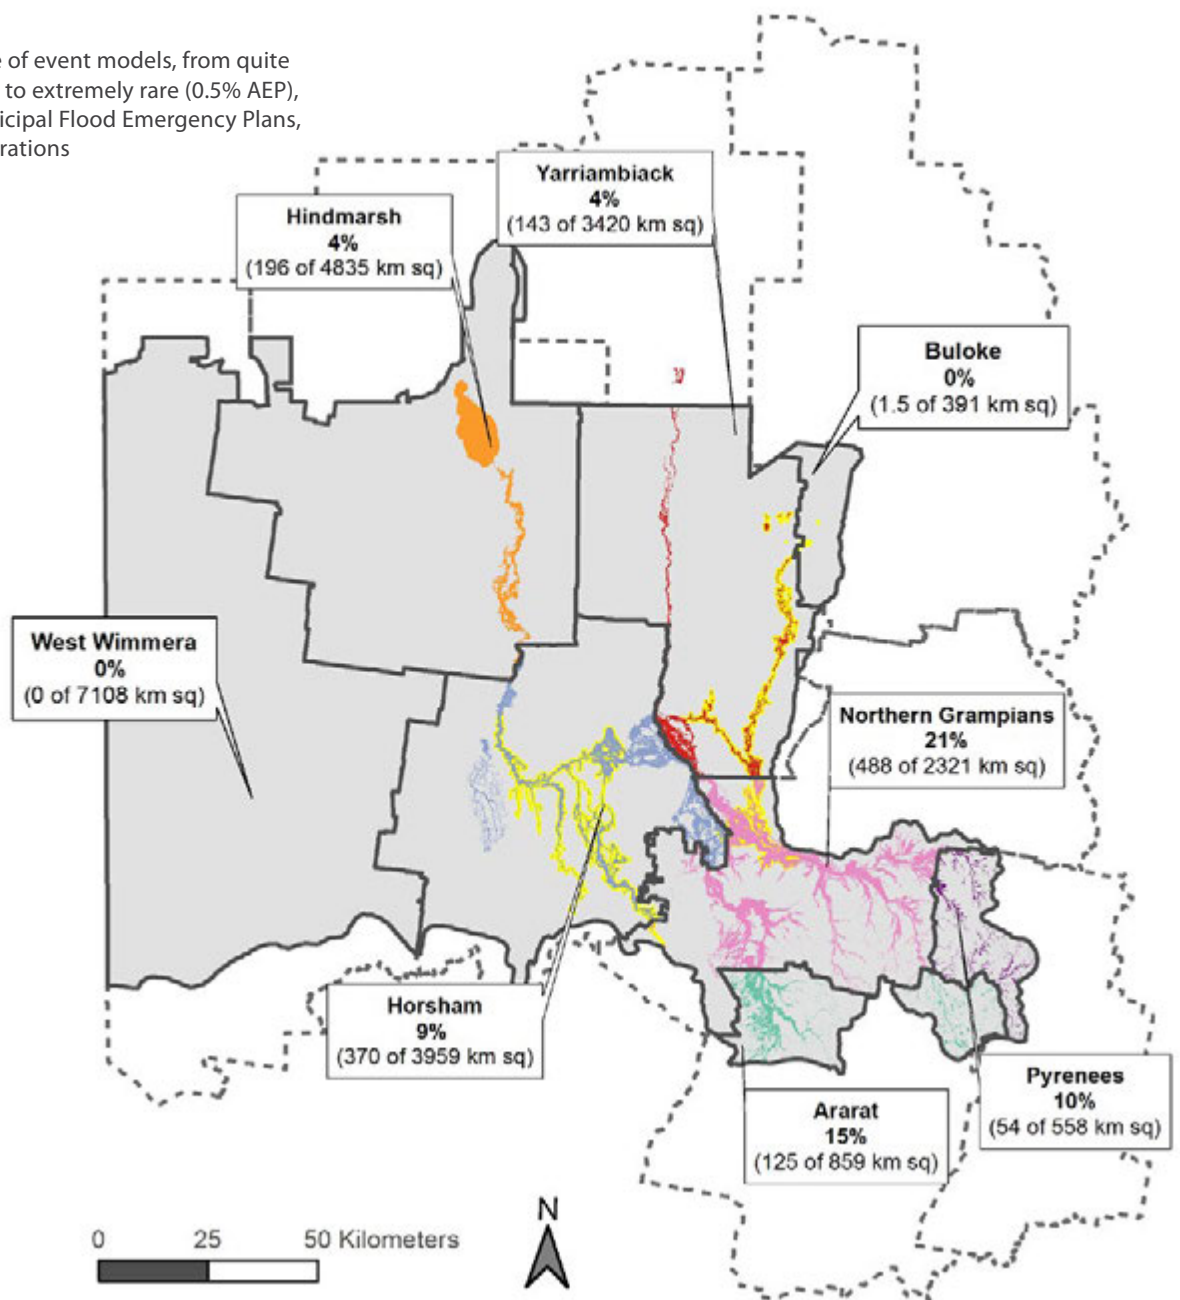 e of event models, from quite
to extremely rare (0.5% AEP),
icipal Flood Emergency Plans,
rations
Yarriambiack
4%
(143 of 3420 km sq)
Hindmarsh
4%
(196 of 4835 km sq)
Buloke
0%
(1.5 of 391 km sq)
West Wimmera
0%
(0 of 7108 km sq)
Northern Grampians
21%
(488 of 2321 km sq)
Horsham
9%
(370 of 3959 km sq)
Pyrenees
10%
(54 of 558 km sq)
Ararat
15%
(125 of 859 km sq)
N
0 25 50 Kilometers